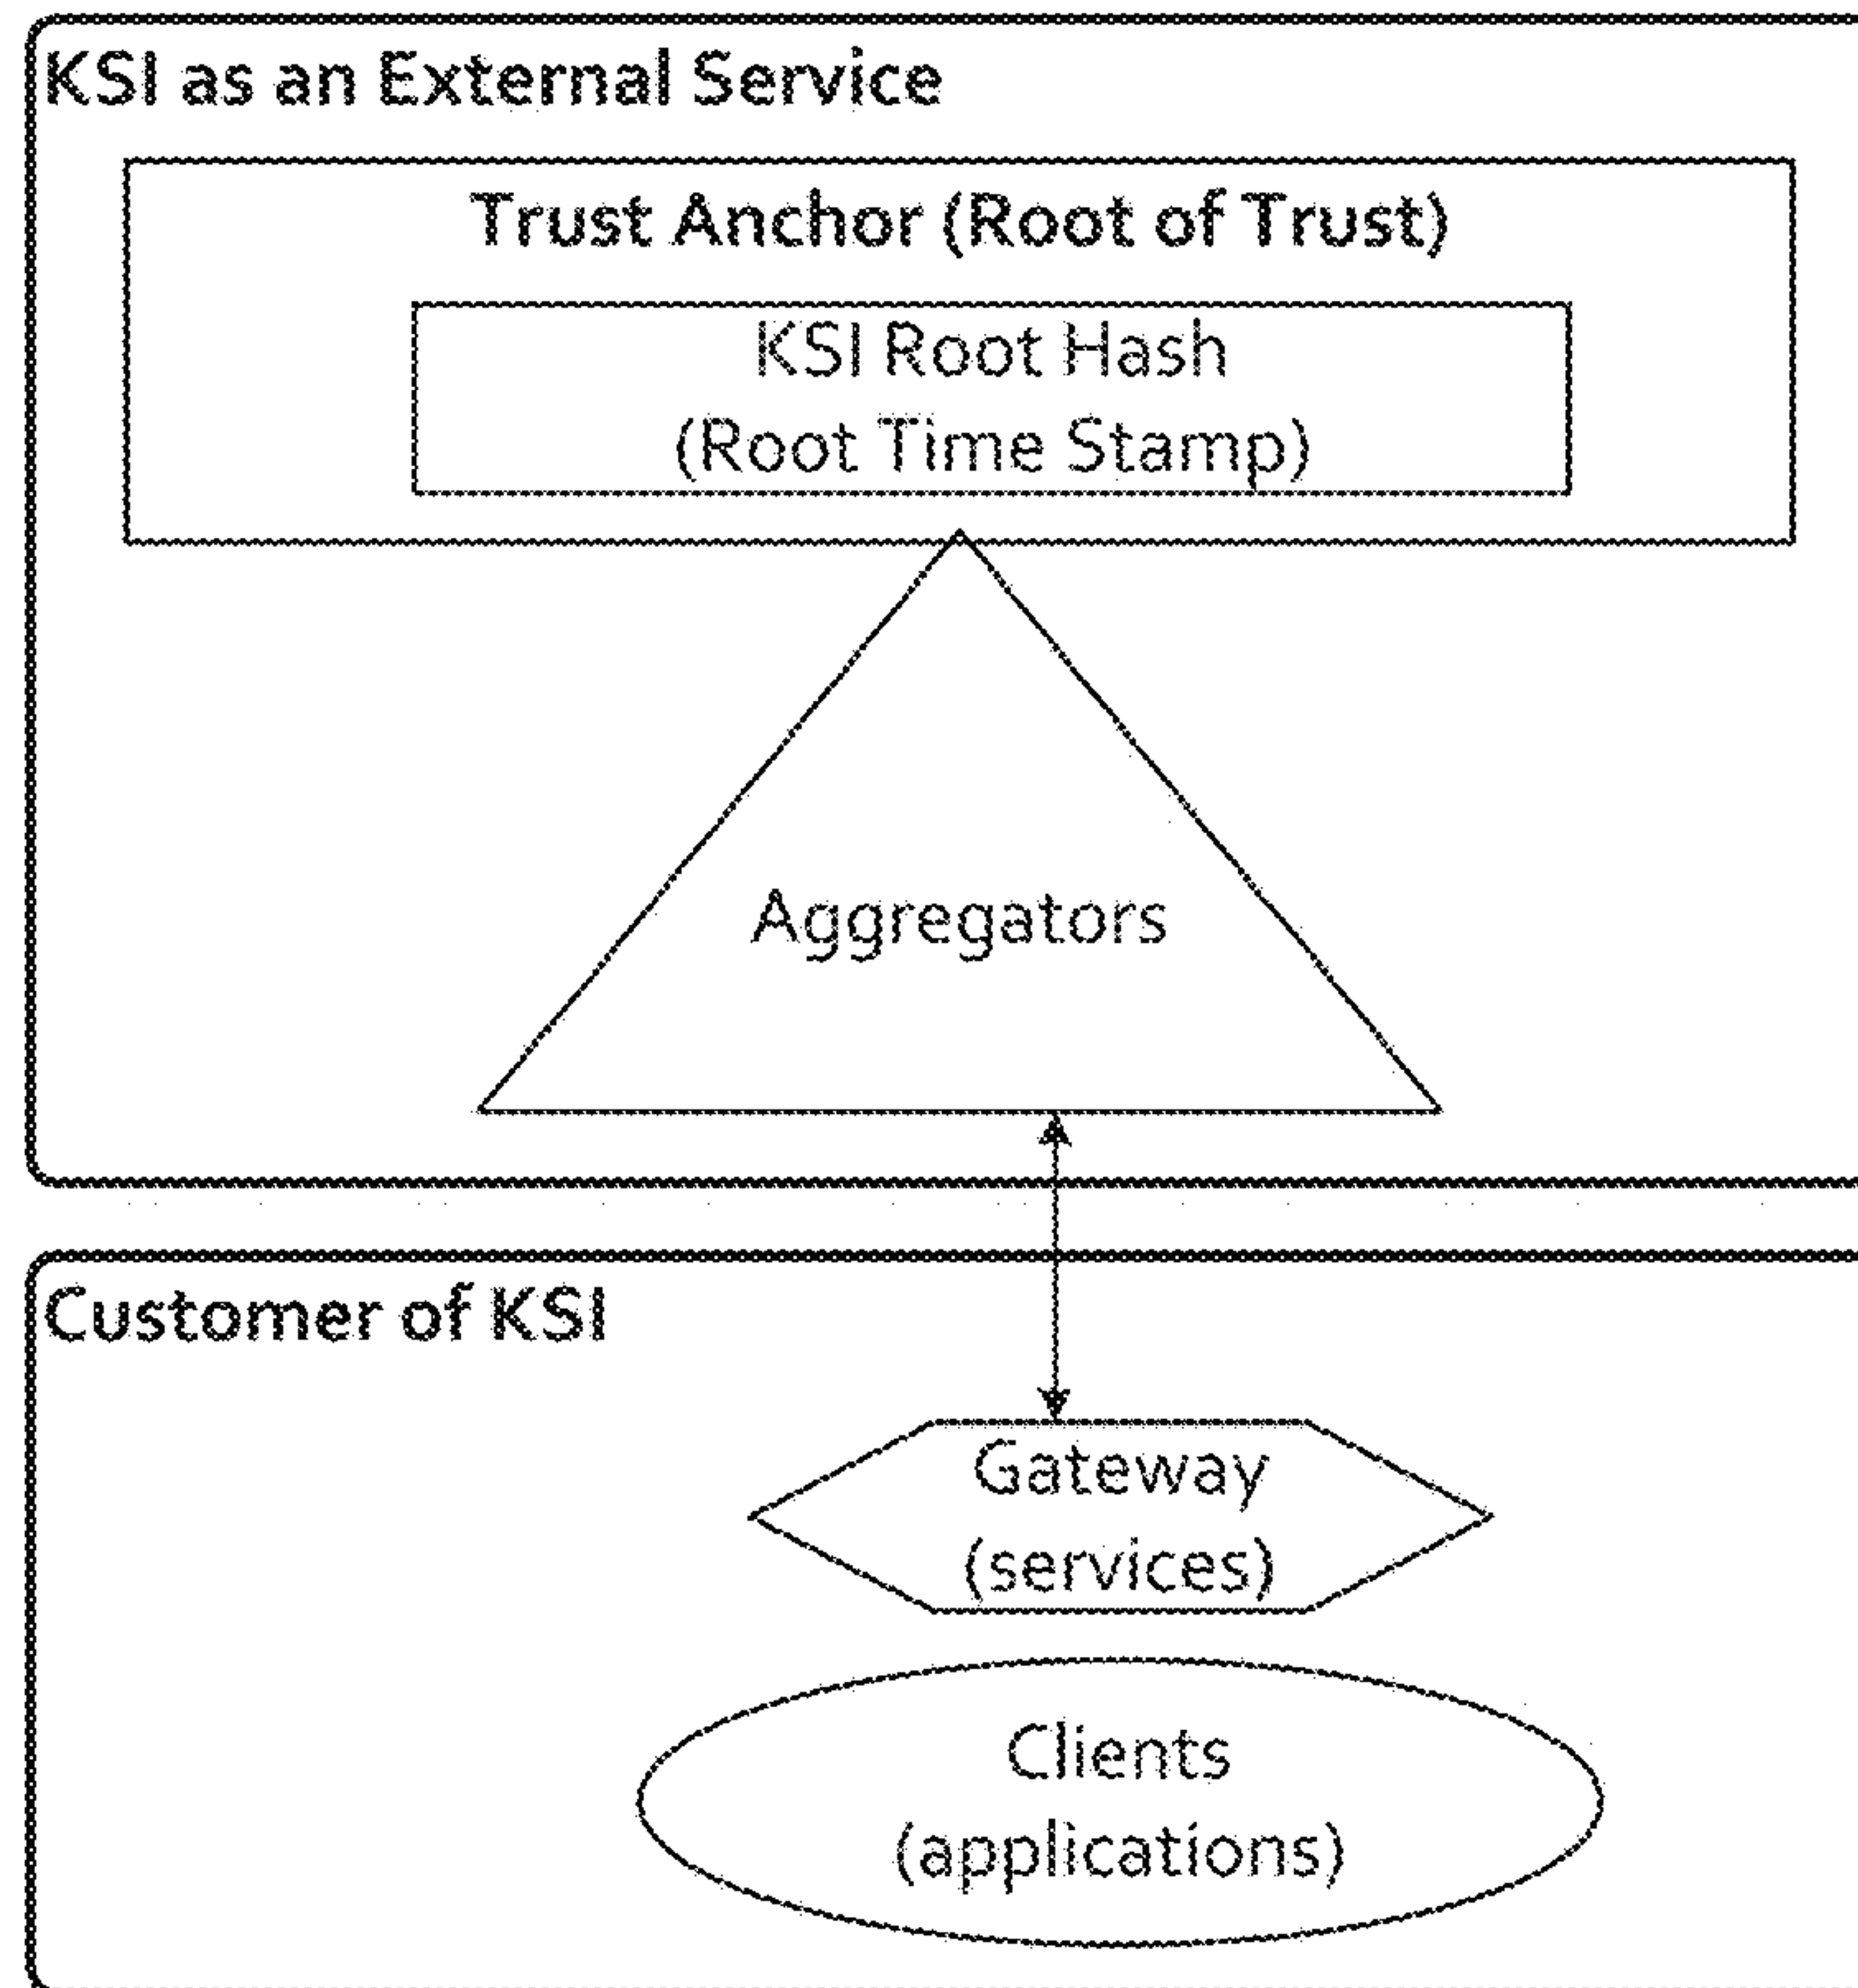 KSI as an External Service
Trust Anchor (Root of Trust)
KSI Root Hash
(Root Time Stamp)
Aggregators
Customer of KSI
Gateway
(services)
Clients
(applications)